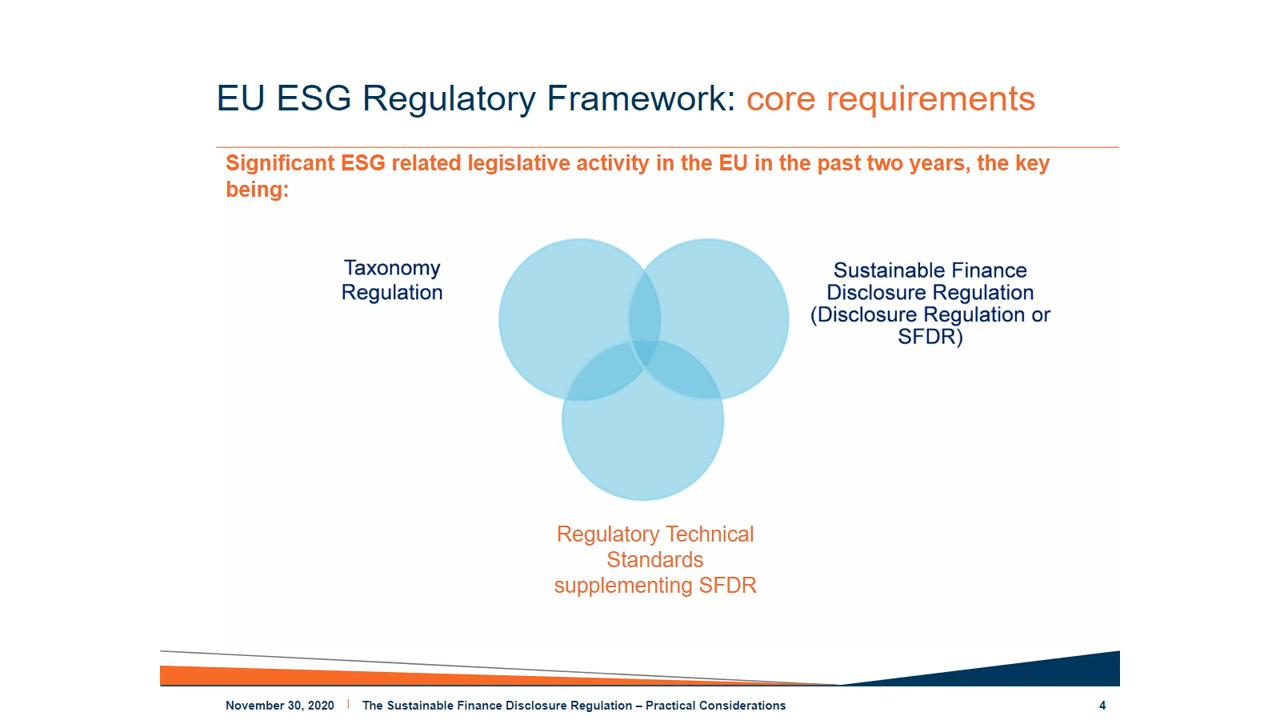 EU ESG Regulatory Framework: core requirements
Significant ESG related legislative activity in the EU in the past two years, the key
being:
Taxonomy
Regulation
Sustainable Finance
Disclosure Regulation
(Disclosure Regulation or
SFDR)
Regulatory Technical
Standards
supplementing SFDR
November 30, 2020 | The Sustainable Finance Disclosure Regulation – Practical Considerations 4